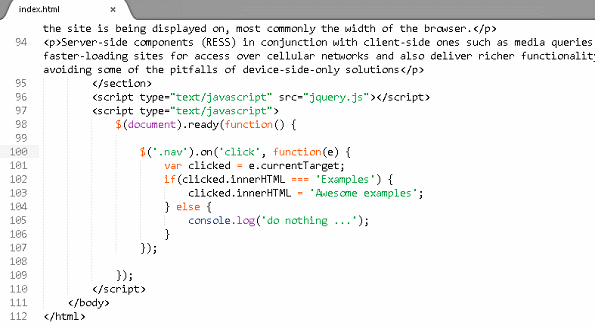 index.html ×
the site is being displayed on, most commonly the width of the browser.</p>
94 <p>Server-side components (RESS) in conjunction with client-side ones such as media queries
faster-loading sites for access over cellular networks and also deliver richer functionality
avoiding some of the pitfalls of device-side-only solutions</p>
95 </section>
96 <script type="text/javascript" src="jquery.js"></script>
97 <script type="text/javascript">
98 $(document).ready(function() {
99
100 $('.nav').on('click', function(e) {
101 var clicked = e.currentTarget;
102 if(clicked.innerHTML === 'Examples') {
103 clicked.innerHTML = 'Awesome examples';
104 } else {
105 console.log('do nothing ...');
106 }
107 });
108
109 });
110 </script>
111 </body>
112 </html>